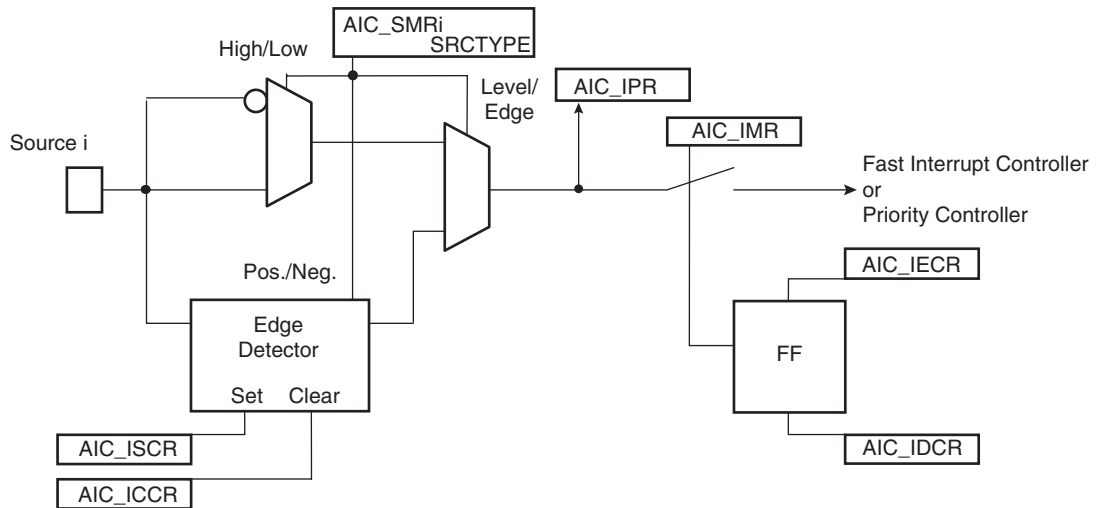 AIC_SMRi
SRCTYPE
High/Low
Level/
Edge
AIC_IPR
AIC_IMR
Source i
Fast Interrupt Controller
or
Priority Controller
Pos./Neg.
AIC_IECR
Edge
Detector
FF
Set Clear
AIC_ISCR
AIC_IDCR
AIC_ICCR